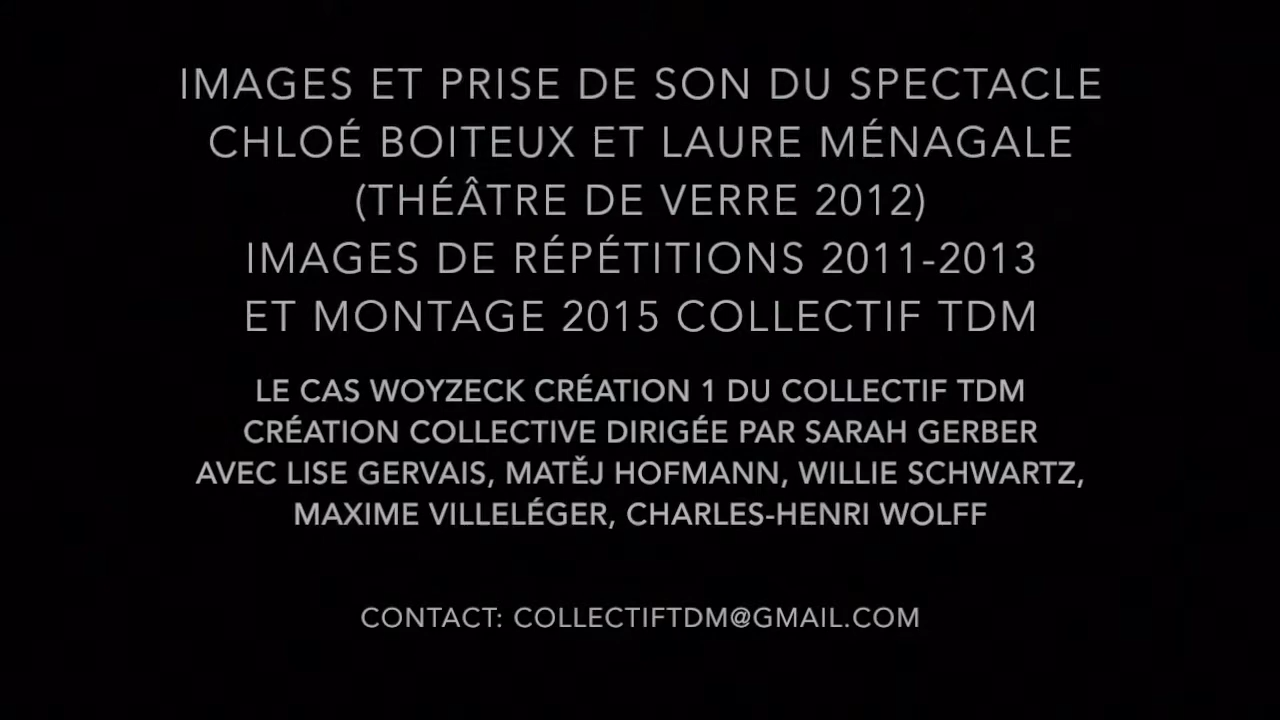 IMAGES ET PRISE DE SON DU SPECTACLE
CHLOÉ BOITEUX ET LAURE MÉNAGALE
(THÉÂTRE DE VERRE 2012)
IMAGES DE RÉPÉTITIONS 2011-2013
ET MONTAGE 2015 COLLECTIF TDM
LE CAS WOYZECK CRÉATION 1 DU COLLECTIF TDM
CRÉATION COLLECTIVE DIRIGÉE PAR SARAH GERBER
AVEC LISE GERVAIS, MATĚJ HOFMANN, WILLIE SCHWARTZ,
MAXIME VILLELÉGER, CHARLES-HENRI WOLFF
CONTACT: COLLECTIFTDM@GMAIL.COM